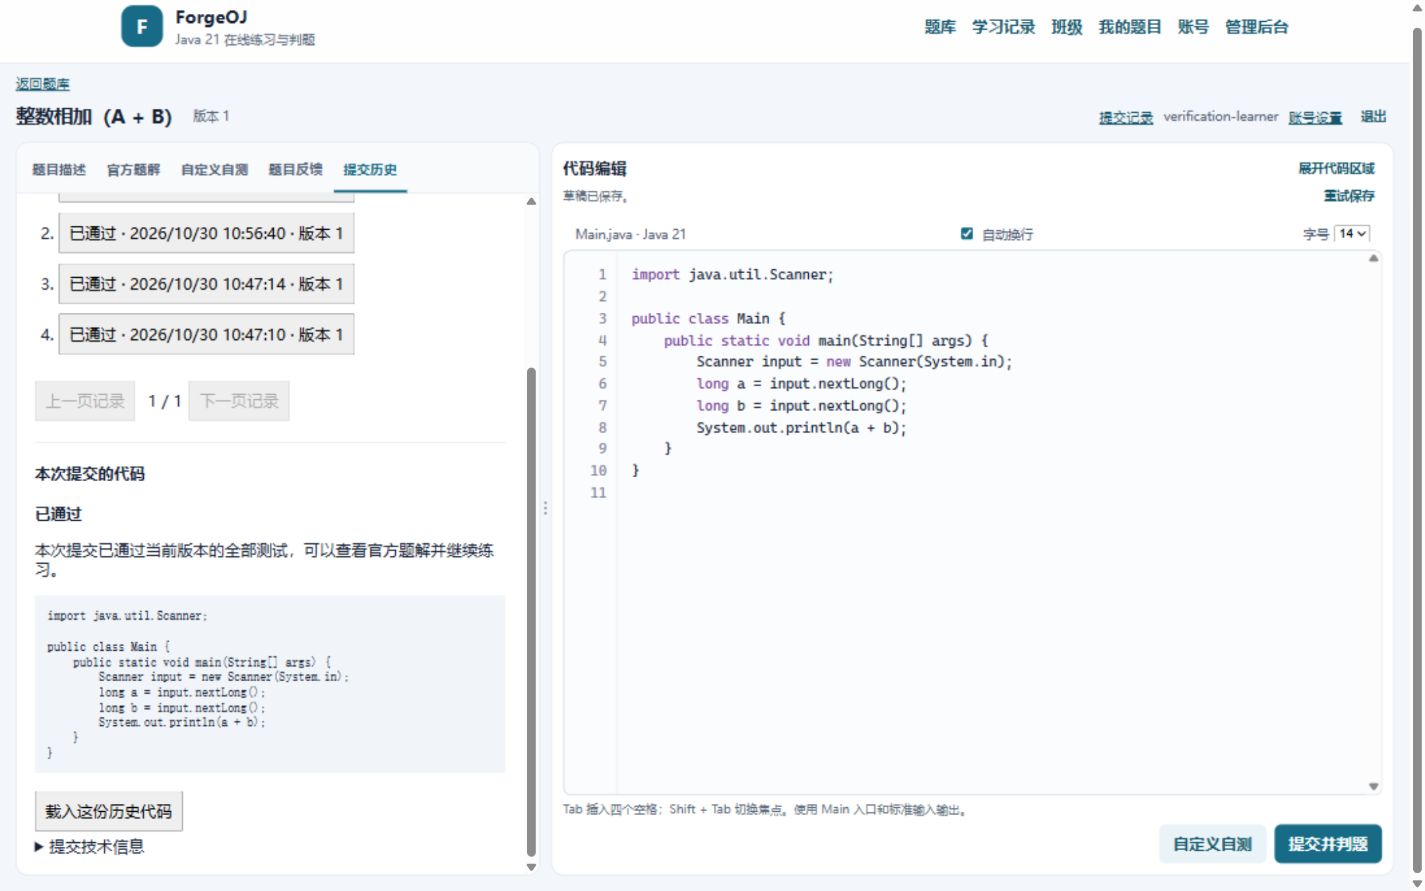 F
ForgeOJ
Java 21 在线练习与判题
题库 学习记录 班级 我的题目 账号 管理后台
返回题库
整数相加（A + B） 版本 1
提交记录 verification-learner 账号设置 退出
题目描述 官方题解 自定义自测 题目反馈 提交历史
2. 已通过 · 2026/10/30 10:56:40 · 版本 1
3. 已通过 · 2026/10/30 10:47:14 · 版本 1
4. 已通过 · 2026/10/30 10:47:10 · 版本 1
上一页记录 1 / 1 下一页记录
本次提交的代码
已通过
本次提交已通过当前版本的全部测试，可以查看官方题解并继续练
习。
import java.util.Scanner;
public class Main {
    public static void main(String[] args) {
        Scanner input = new Scanner(System.in);
        long a = input.nextLong();
        long b = input.nextLong();
        System.out.println(a + b);
    }
}
载入这份历史代码
▶ 提交技术信息
代码编辑
展开代码区域
草稿已保存。
重试保存
Main.java · Java 21 自动换行 字号 14
1 import java.util.Scanner;
2
3 public class Main {
4     public static void main(String[] args) {
5         Scanner input = new Scanner(System.in);
6         long a = input.nextLong();
7         long b = input.nextLong();
8         System.out.println(a + b);
9     }
10 }
11
Tab 插入四个空格；Shift + Tab 切换焦点。使用 Main 入口和标准输入输出。
自定义自测 提交并判题